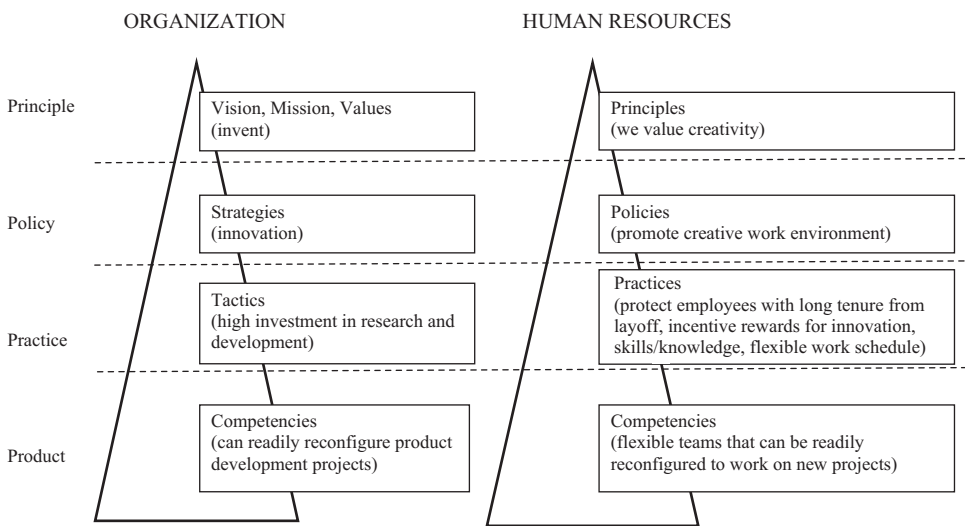 ORGANIZATION
HUMAN RESOURCES
Principle
Vision, Mission, Values
(invent)
Principles
(we value creativity)
Policy
Strategies
(innovation)
Policies
(promote creative work environment)
Practice
Tactics
(high investment in research and
development)
Practices
(protect employees with long tenure from
layoff, incentive rewards for innovation,
skills/knowledge, flexible work schedule)
Product
Competencies
(can readily reconfigure product
development projects)
Competencies
(flexible teams that can be readily
reconfigured to work on new projects)